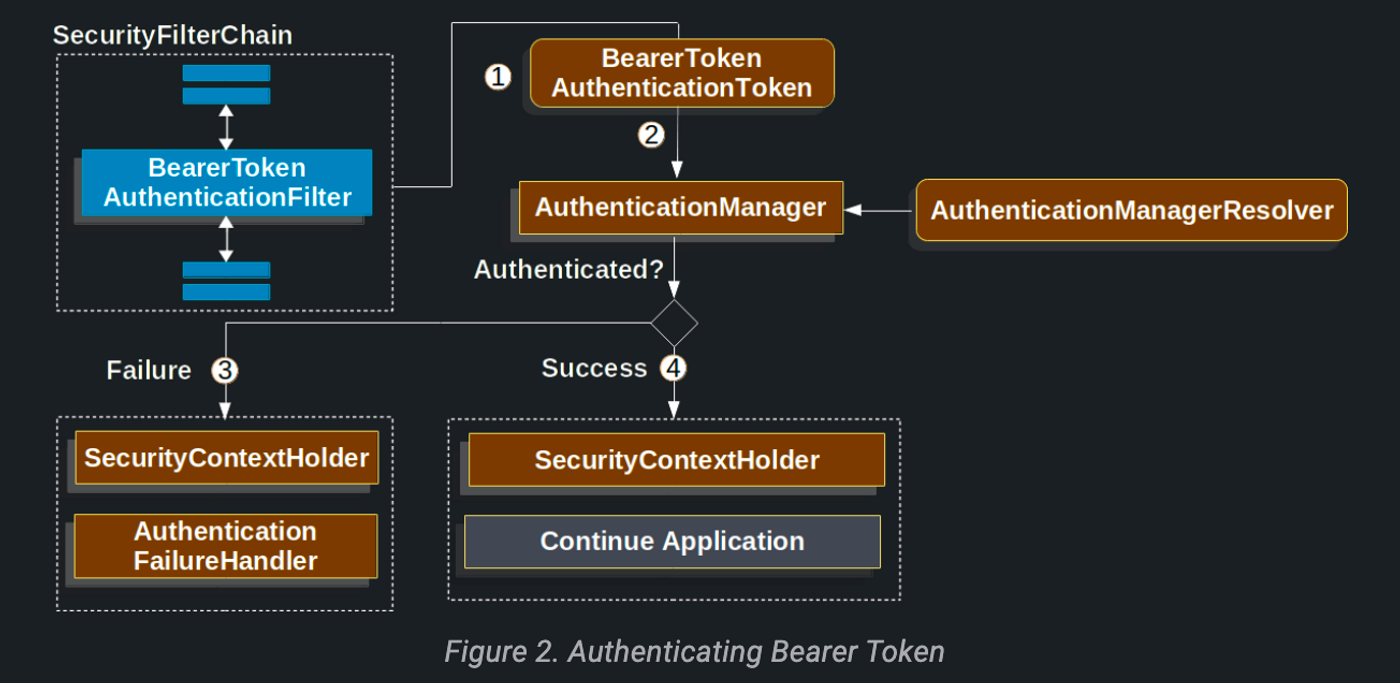 SecurityFilterChain
BearerToken
AuthenticationFilter
1
BearerToken
AuthenticationToken
2
AuthenticationManager
AuthenticationManagerResolver
Authenticated?
Failure
3
Success
4
SecurityContextHolder
Authentication
FailureHandler
SecurityContextHolder
Continue Application
Figure 2. Authenticating Bearer Token